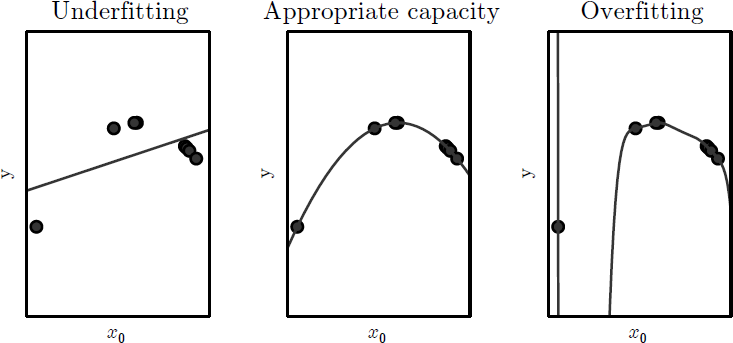 Underfitting
Appropriate capacity
Overfitting
y
y
y
x₀
x₀
x₀